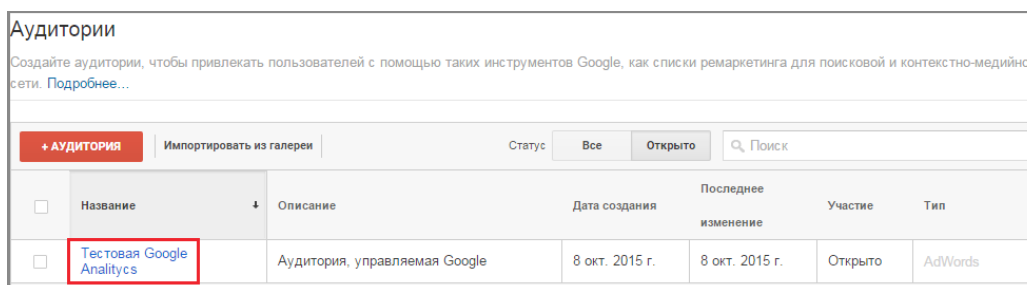 Аудитории
Создайте аудитории, чтобы привлекать пользователей с помощью таких инструментов Google, как списки ремаркетинга для поисковой и контекстно-медийно
сети. Подробнее...
+ АУДИТОРИЯ Импортировать из галереи Статус Все Открыто Поиск
Название Описание Дата создания Последнее изменение Участие Тип
Тестовая Google
Analitycs
Аудитория, управляемая Google 8 окт. 2015 г. 8 окт. 2015 г. Открыто AdWords